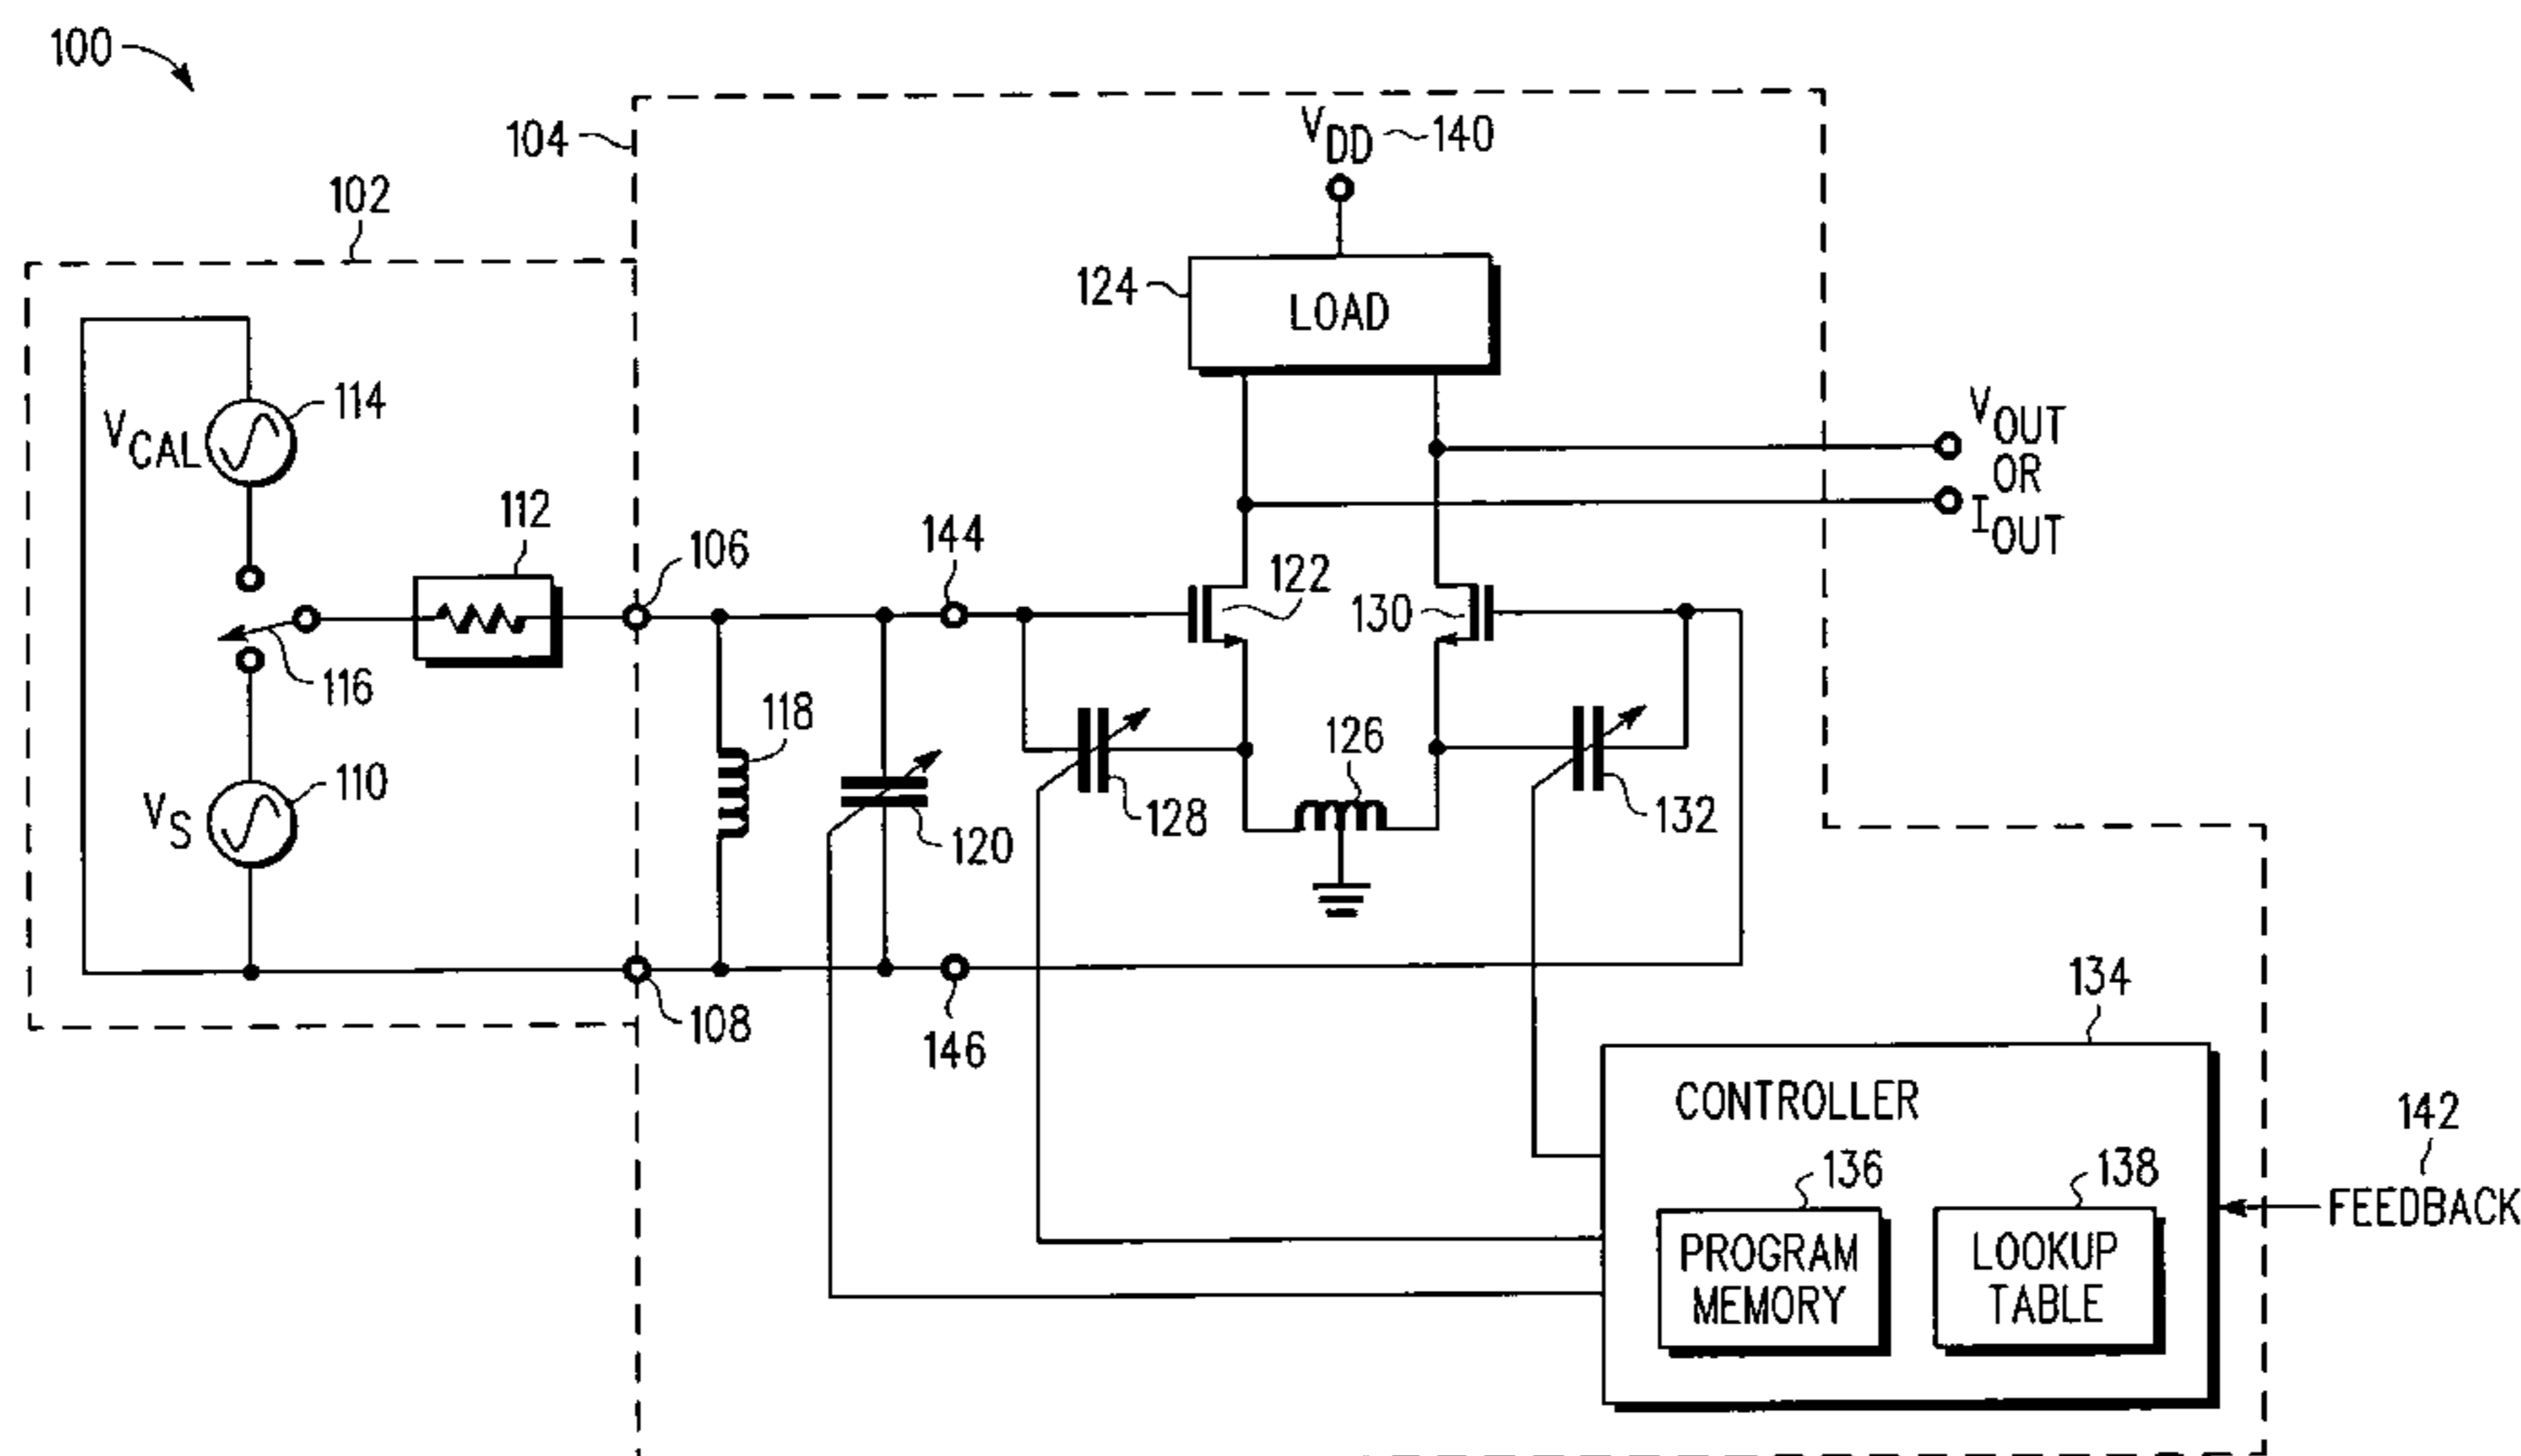 100
104
VDD 140
102
124
LOAD
114
VCAL
VOUT
OR
IOUT
112
106
144
122
130
116
118
126
110
VS
128
132
120
108
146
134
CONTROLLER
142
FEEDBACK
136
138
PROGRAM
MEMORY
LOOKUP
TABLE